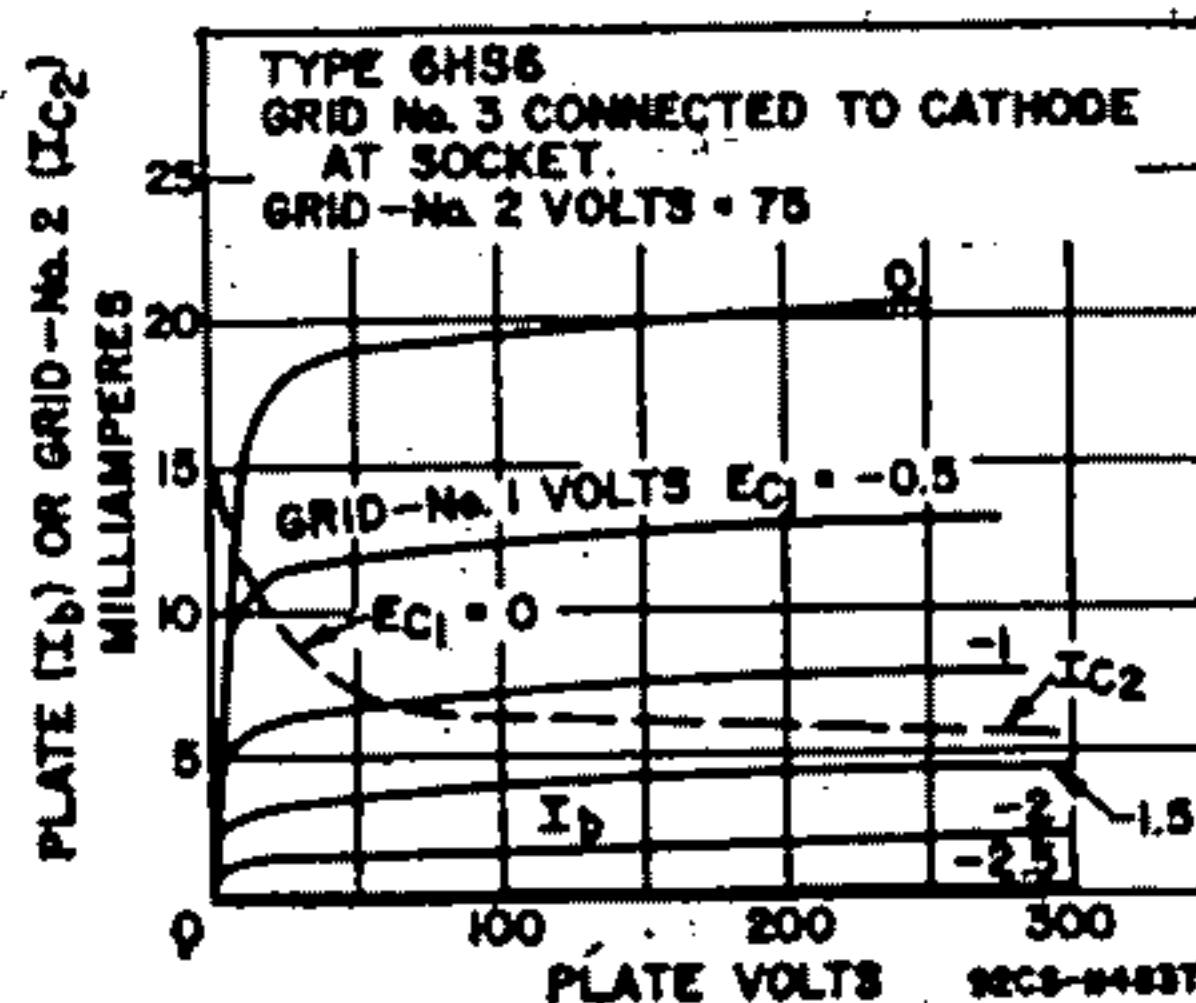 TYPE 6HS6
GRID No. 3 CONNECTED TO CATHODE
AT SOCKET.
GRID-No. 2 VOLTS = 75
PLATE (Ib) OR GRID-No. 2 (IC2)
MILLIAMPERES
25
20
15
10
5
0
GRID-No. 1 VOLTS EC1 = -0.5
EC1 = 0
-1
IC2
Ib
-1.5
-2
-2.5
0
100
200
300
PLATE VOLTS